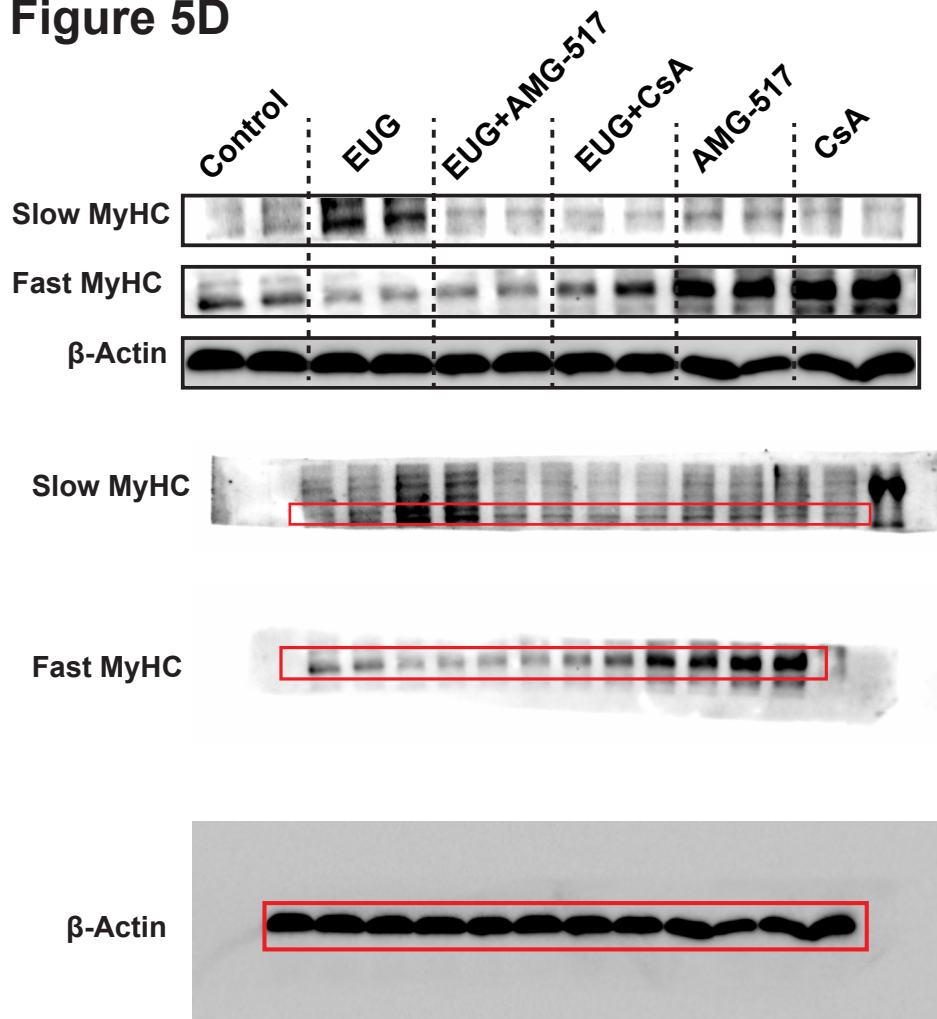 Figure 5D
Control
EUG
EUG+AMG-517
EUG+CsA
AMG-517
CsA
Slow MyHC
Fast MyHC
β-Actin
Slow MyHC
Fast MyHC
β-Actin